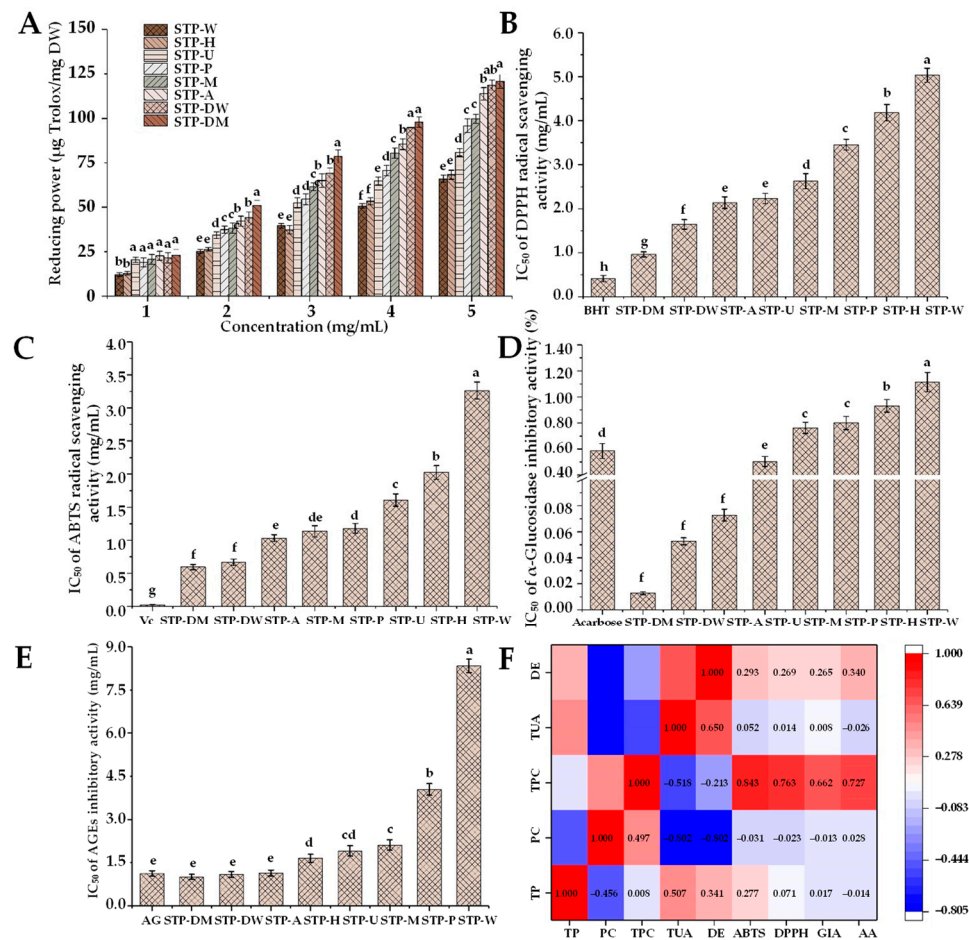 A
Reducing power (µg Trolox/mg DW)
150
125
100
75
50
25
0
STP-W
STP-H
STP-U
STP-P
STP-M
STP-A
STP-DW
STP-DM
b b a a a a a a
e e d c c b b a
e e d d c b b a
f f e d c b a a
e e d c c b ab a
1 2 3 4 5
Concentration (mg/mL)
B
IC50 of DPPH radical scavenging
activity (mg/mL)
6.0
5.0
4.0
3.0
2.0
1.0
0.0
h g f e e d c b a
BHT STP-DM STP-DW STP-A STP-U STP-M STP-P STP-H STP-W
C
IC50 of ABTS radical scavenging
activity (mg/mL)
4.0
3.5
3.0
2.5
2.0
1.5
1.0
0.5
0.0
g f f e de d c b a
Vc STP-DM STP-DW STP-A STP-M STP-P STP-U STP-H STP-W
D
IC50 of α-Glucosidase inhibitory activity (%)
1.40
1.20
1.00
0.80
0.60
0.40
0.08
0.06
0.04
0.02
0.00
d f f f e c c b a
Acarbose STP-DM STP-DW STP-A STP-U STP-M STP-P STP-H STP-W
E
IC50 of AGEs inhibitory activity (mg/mL)
9.0
7.5
6.0
4.5
3.0
1.5
0.0
e e e e d cd c b a
AG STP-DM STP-DW STP-A STP-H STP-U STP-M STP-P STP-W
F
DE 1.000 0.293 0.269 0.265 0.340
TUA 1.000 0.650 0.052 0.014 0.008 −0.026
TPC 1.000 −0.518 −0.213 0.843 0.763 0.662 0.727
PC 1.000 0.497 −0.802 −0.031 −0.023 −0.013 0.028
TP 1.000 −0.456 0.008 0.507 0.341 0.277 0.071 0.017 −0.014
TP PC TPC TUA DE ABTS DPPH GIA AA
1.000
0.639
0.278
−0.083
−0.444
−0.805